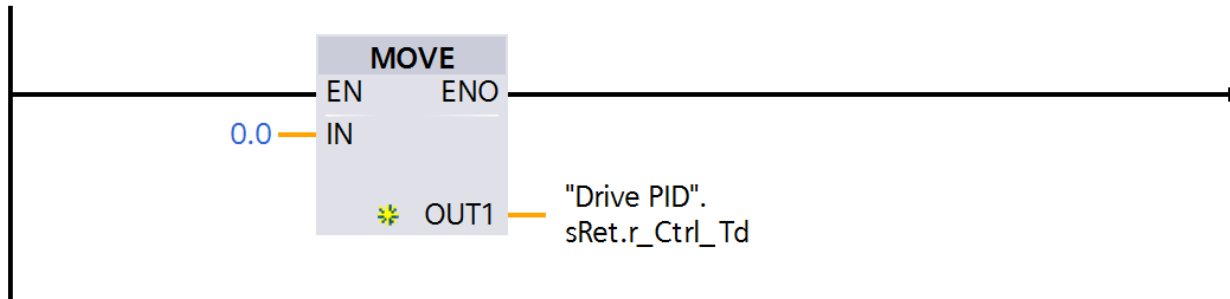 MOVE
EN ENO
0.0 IN
OUT1 "Drive PID".
sRet.r_Ctrl_Td